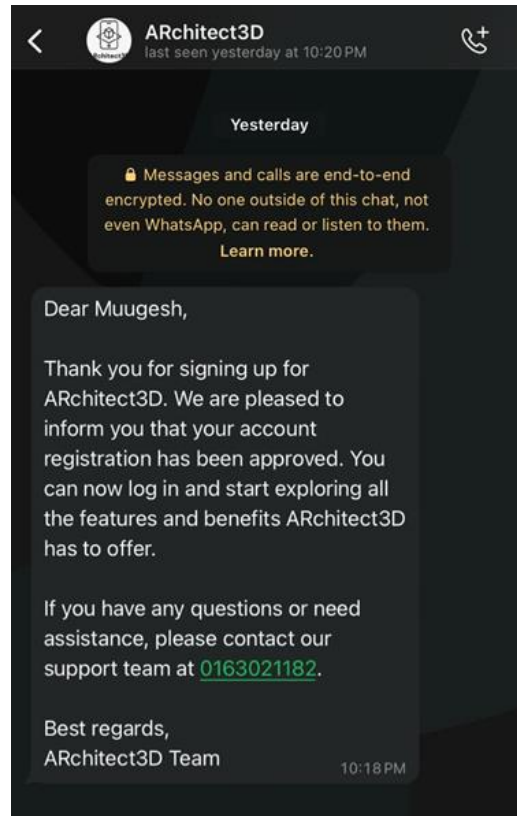 ARchitect3D
last seen yesterday at 10:20 PM
Yesterday
Messages and calls are end-to-end
encrypted. No one outside of this chat, not
even WhatsApp, can read or listen to them.
Learn more.
Dear Muugesh,
Thank you for signing up for
ARchitect3D. We are pleased to
inform you that your account
registration has been approved. You
can now log in and start exploring all
the features and benefits ARchitect3D
has to offer.
If you have any questions or need
assistance, please contact our
support team at 0163021182.
Best regards,
ARchitect3D Team
10:18 PM